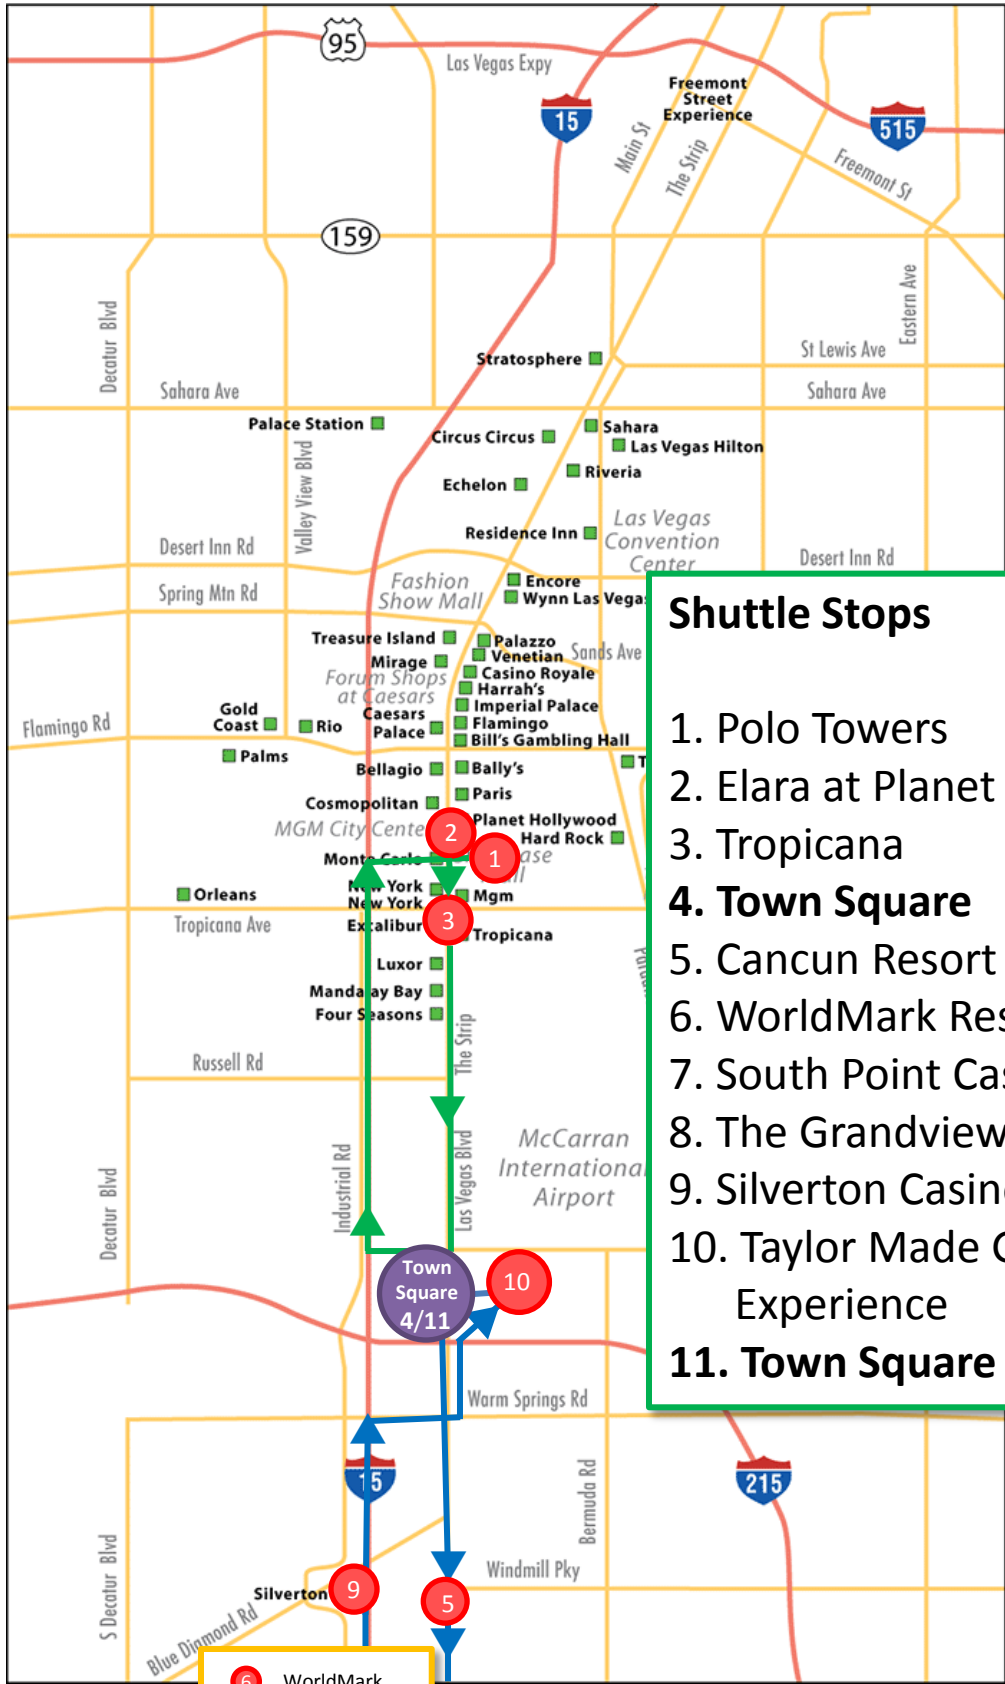 95
Las Vegas Expy
Freemont
Street
Experience
15
515
Main St
The Strip
Freemont St
159
Eastern Ave
Decatur Blvd
Stratosphere
St Lewis Ave
Sahara Ave
Sahara Ave
Palace Station
Circus Circus
Sahara
Las Vegas Hilton
Valley View Blvd
Riveria
Echelon
Las Vegas
Convention
Center
Residence Inn
Desert Inn Rd
Desert Inn Rd
Fashion
Show Mall
Encore
Wynn Las Vegas
Spring Mtn Rd
Treasure Island
Palazzo
Venetian
Sands Ave
Mirage
Forum Shops
at Caesars
Casino Royale
Harrah's
Imperial Palace
Gold
Coast
Rio
Caesars
Palace
Flamingo
Bill's Gambling Hall
Flamingo Rd
Palms
Bellagio
Bally's
T
Cosmopolitan
Paris
MGM City Cente
2
Planet Hollywood
Hard Rock
Monte Carlo
1
Orleans
New York
New York
Mgm
Tropicana Ave
Excalibur
3
Tropicana
Luxor
Mandalay Bay
Four Seasons
The Strip
Russell Rd
McCarran
International
Airport
Decatur Blvd
Industrial Rd
Las Vegas Blvd
Town
Square
4/11
10
Warm Springs Rd
15
Bermuda Rd
215
S Decatur Blvd
Windmill Pky
Silverton
9
5
Blue Diamond Rd
6 WorldMark
Shuttle Stops
1. Polo Towers
2. Elara at Planet
3. Tropicana
4. Town Square
5. Cancun Resort
6. WorldMark Res
7. South Point Cas
8. The Grandview
9. Silverton Casin
10. Taylor Made G
Experience
11. Town Square